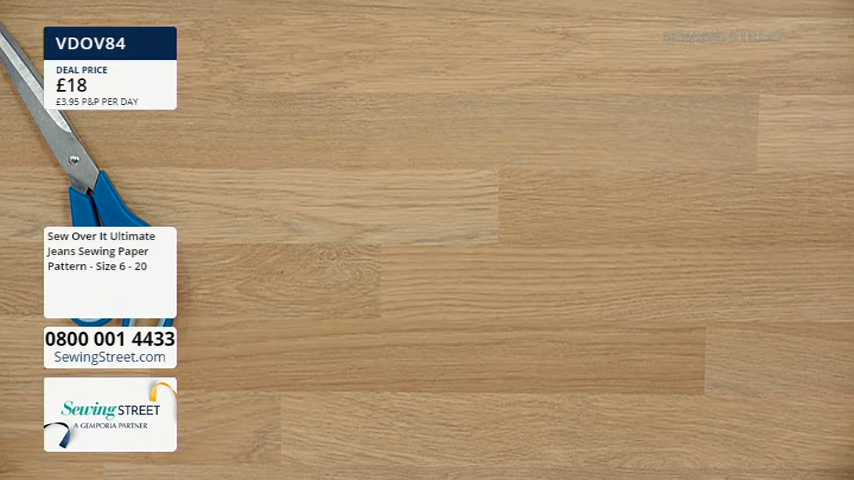 VDOV84
DEAL PRICE
£18
£3.95 P&P PER DAY
Sew Over It Ultimate
Jeans Sewing Paper
Pattern - Size 6 - 20
0800 001 4433
SewingStreet.com
Sewing STREET
A GEMPORIA PARTNER